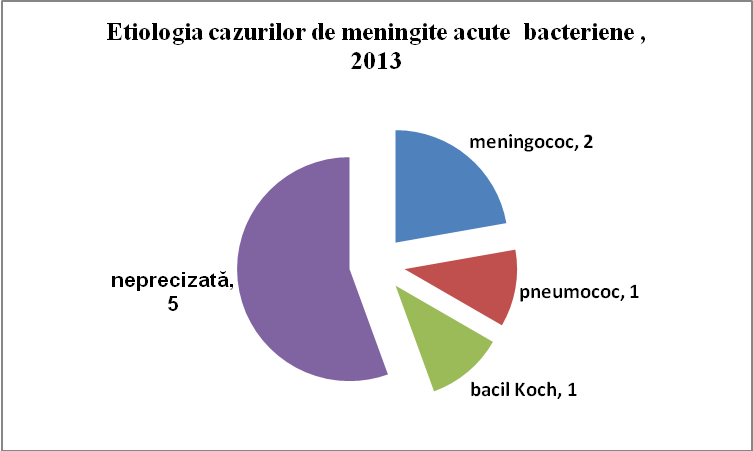 Etiologia cazurilor de meningite acute bacteriene ,
2013
meningococ, 2
neprecizată,
5
pneumococ, 1
bacil Koch, 1